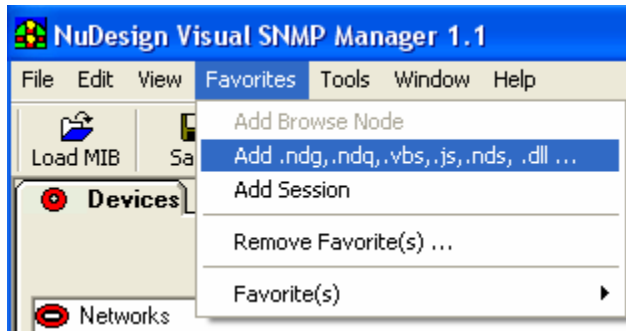 NuDesign Visual SNMP Manager 1.1
File Edit View Favorites Tools Window Help
Add Browse Node
Load MIB Sa
Add .ndg,.ndq,.vbs,.js,.nds, .dll ...
Devices
Add Session
Remove Favorite(s) ...
Favorite(s)
Networks